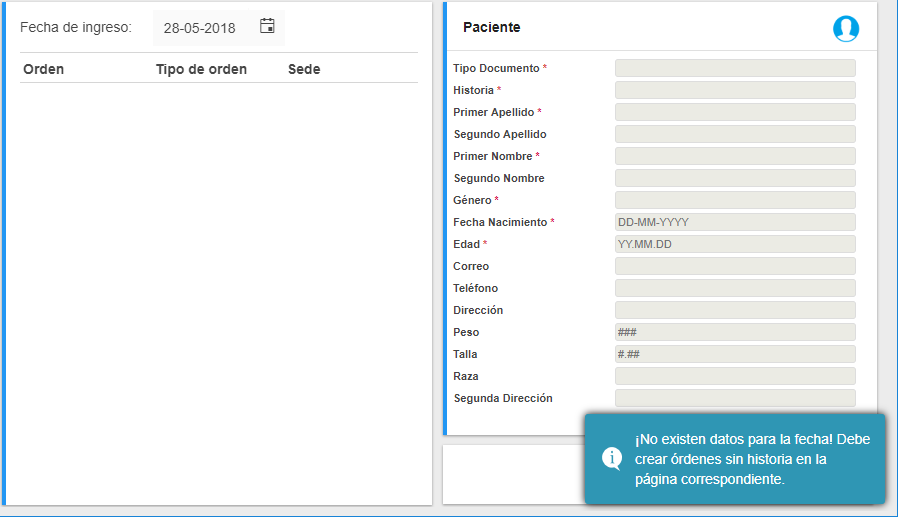 Fecha de ingreso: 28-05-2018
Orden Tipo de orden Sede
Paciente
Tipo Documento *
Historia *
Primer Apellido *
Segundo Apellido
Primer Nombre *
Segundo Nombre
Género *
Fecha Nacimiento * DD-MM-YYYY
Edad * YY.MM.DD
Correo
Teléfono
Dirección
Peso ###
Talla #.##
Raza
Segunda Dirección
¡No existen datos para la fecha! Debe
crear órdenes sin historia en la
página correspondiente.